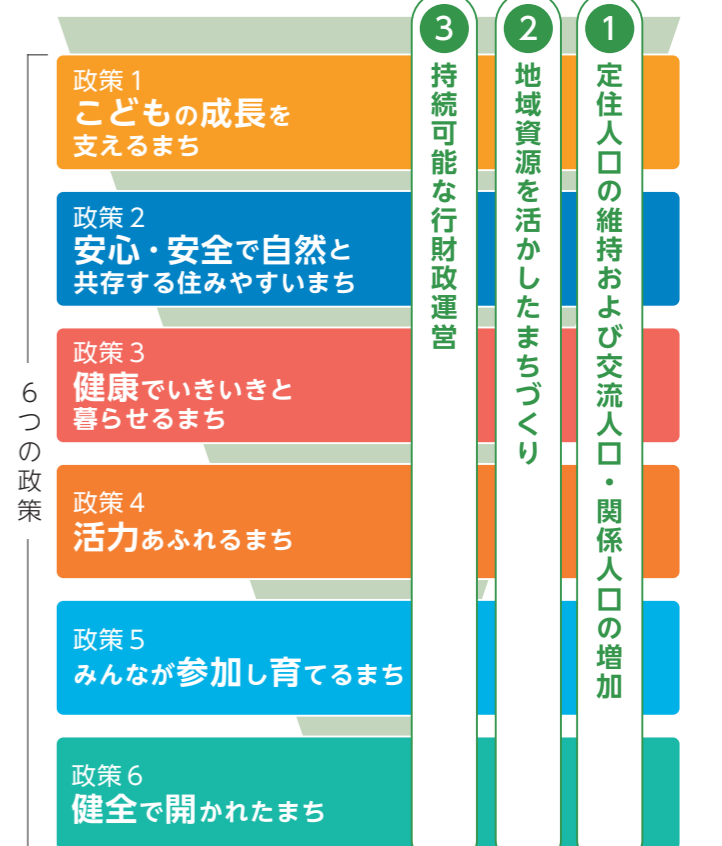 6つの政策
政策1
こどもの成長を
支えるまち
政策2
安心・安全で自然と
共存する住みやすいまち
政策3
健康でいきいきと
暮らせるまち
政策4
活力あふれるまち
政策5
みんなが参加し育てるまち
政策6
健全で開かれたまち
1
定住人口の維持および交流人口・関係人口の増加
2
地域資源を活かしたまちづくり
3
持続可能な行財政運営